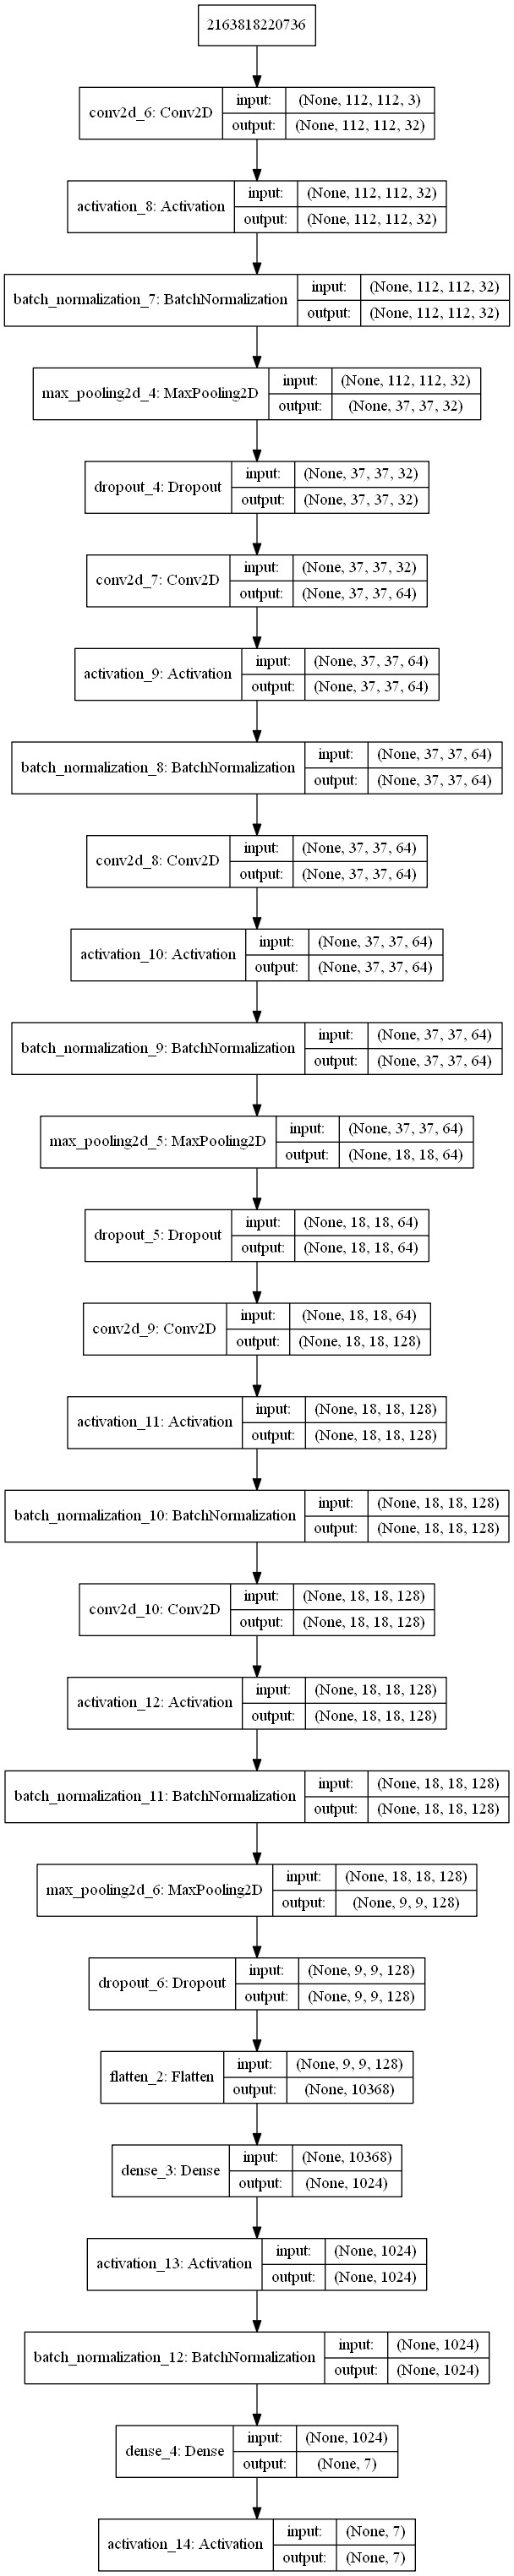 2163818220736
conv2d_6: Conv2D
input: (None, 112, 112, 3)
output: (None, 112, 112, 32)
activation_8: Activation
input: (None, 112, 112, 32)
output: (None, 112, 112, 32)
batch_normalization_7: BatchNormalization
input: (None, 112, 112, 32)
output: (None, 112, 112, 32)
max_pooling2d_4: MaxPooling2D
input: (None, 112, 112, 32)
output: (None, 37, 37, 32)
dropout_4: Dropout
input: (None, 37, 37, 32)
output: (None, 37, 37, 32)
conv2d_7: Conv2D
input: (None, 37, 37, 32)
output: (None, 37, 37, 64)
activation_9: Activation
input: (None, 37, 37, 64)
output: (None, 37, 37, 64)
batch_normalization_8: BatchNormalization
input: (None, 37, 37, 64)
output: (None, 37, 37, 64)
conv2d_8: Conv2D
input: (None, 37, 37, 64)
output: (None, 37, 37, 64)
activation_10: Activation
input: (None, 37, 37, 64)
output: (None, 37, 37, 64)
batch_normalization_9: BatchNormalization
input: (None, 37, 37, 64)
output: (None, 37, 37, 64)
max_pooling2d_5: MaxPooling2D
input: (None, 37, 37, 64)
output: (None, 18, 18, 64)
dropout_5: Dropout
input: (None, 18, 18, 64)
output: (None, 18, 18, 64)
conv2d_9: Conv2D
input: (None, 18, 18, 64)
output: (None, 18, 18, 128)
activation_11: Activation
input: (None, 18, 18, 128)
output: (None, 18, 18, 128)
batch_normalization_10: BatchNormalization
input: (None, 18, 18, 128)
output: (None, 18, 18, 128)
conv2d_10: Conv2D
input: (None, 18, 18, 128)
output: (None, 18, 18, 128)
activation_12: Activation
input: (None, 18, 18, 128)
output: (None, 18, 18, 128)
batch_normalization_11: BatchNormalization
input: (None, 18, 18, 128)
output: (None, 18, 18, 128)
max_pooling2d_6: MaxPooling2D
input: (None, 18, 18, 128)
output: (None, 9, 9, 128)
dropout_6: Dropout
input: (None, 9, 9, 128)
output: (None, 9, 9, 128)
flatten_2: Flatten
input: (None, 9, 9, 128)
output: (None, 10368)
dense_3: Dense
input: (None, 10368)
output: (None, 1024)
activation_13: Activation
input: (None, 1024)
output: (None, 1024)
batch_normalization_12: BatchNormalization
input: (None, 1024)
output: (None, 1024)
dense_4: Dense
input: (None, 1024)
output: (None, 7)
activation_14: Activation
input: (None, 7)
output: (None, 7)